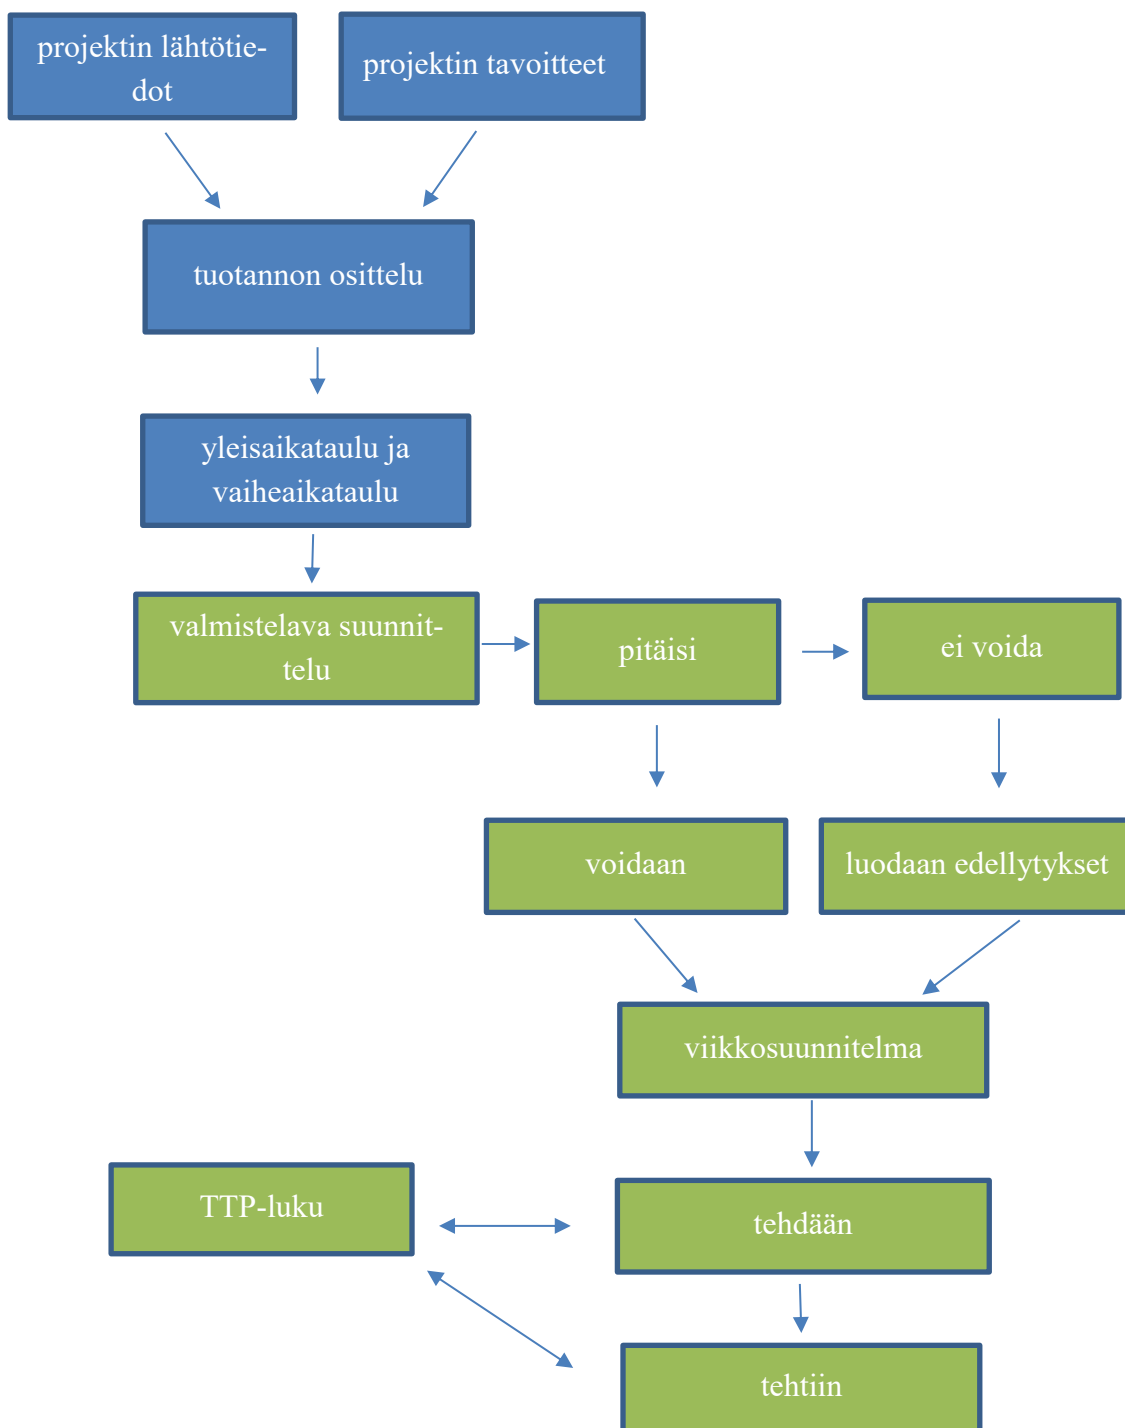 projektin lähtötie-
dot
projektin tavoitteet
tuotannon osittelu
yleisaikataulu ja
vaiheaikataulu
valmistelava suunnit-
telu
pitäisi
ei voida
voidaan
luodaan edellytykset
viikkosuunnitelma
TTP-luku
tehdään
tehtiin